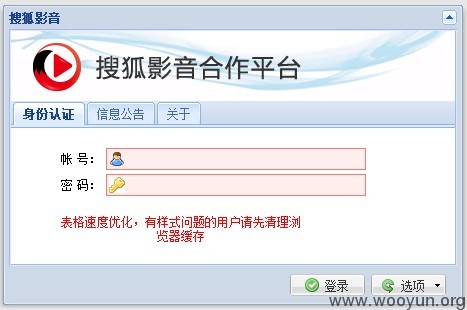 搜狐影音
搜狐影音合作平台
身份认证 信息公告 关于
帐 号：
密 码：
表格速度优化，有样式问题的用户请先清理浏
览器缓存
登录 选项
www.wooyun.org